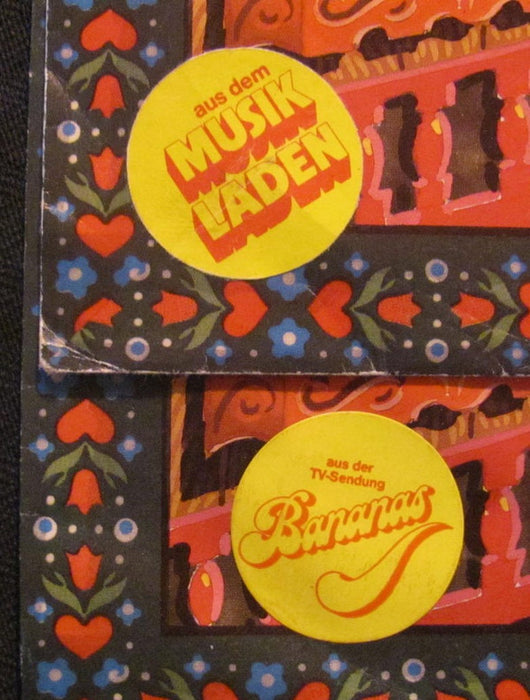 aus dem
MUSIK
LADEN
aus der
TV-Sendung
Bananas